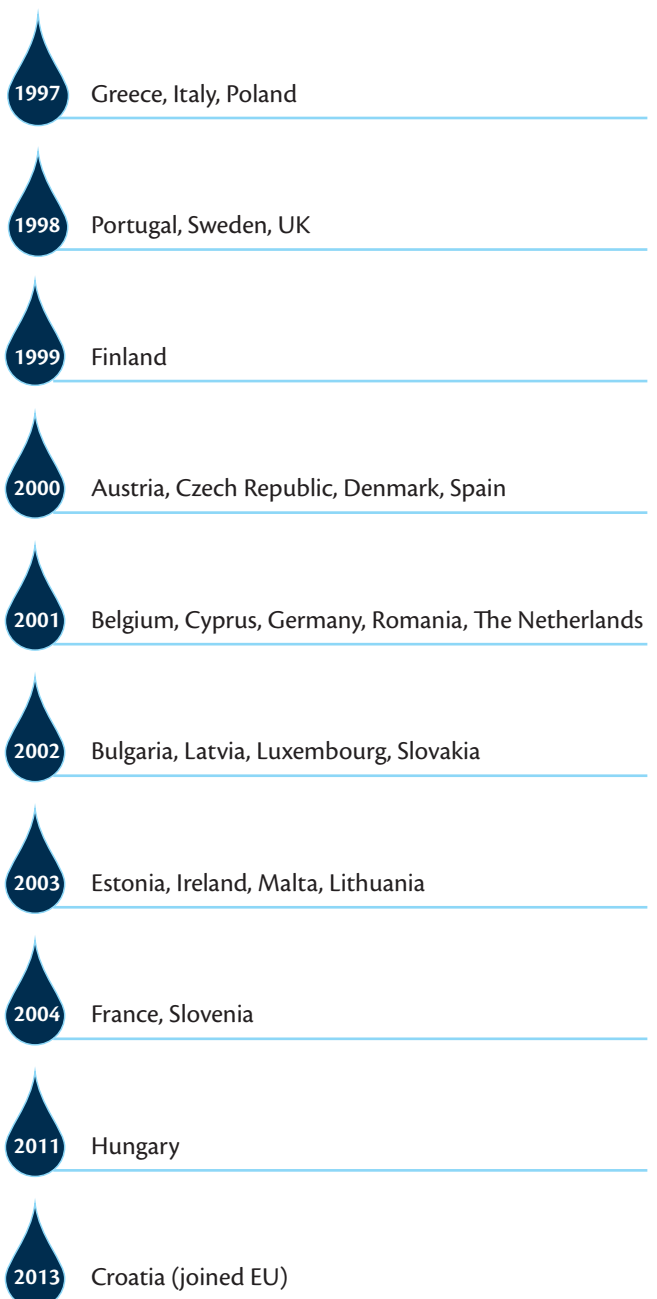 1997 Greece, Italy, Poland
1998 Portugal, Sweden, UK
1999 Finland
2000 Austria, Czech Republic, Denmark, Spain
2001 Belgium, Cyprus, Germany, Romania, The Netherlands
2002 Bulgaria, Latvia, Luxembourg, Slovakia
2003 Estonia, Ireland, Malta, Lithuania
2004 France, Slovenia
2011 Hungary
2013 Croatia (joined EU)